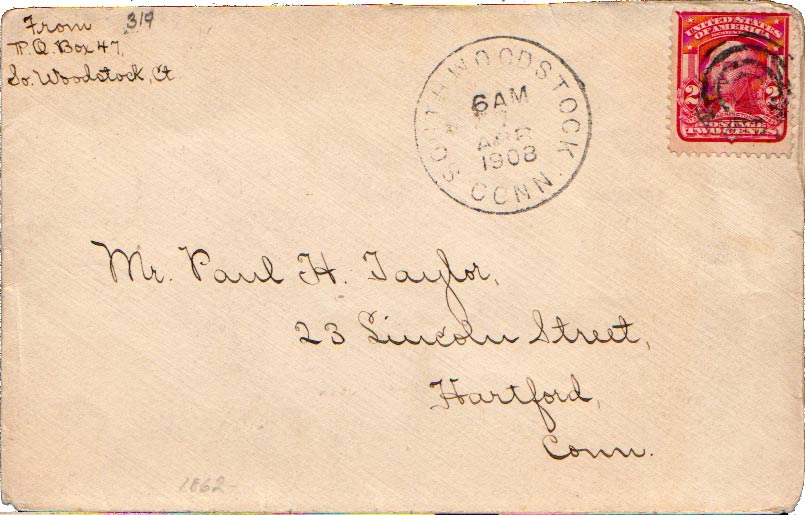 From 319
P.O. Box 47,
So. Woodstock, Ct
SOUTH WOODSTOCK
6AM
7
APR
1908
CONN.
UNITED STATES
OF AMERICA
2 2
POSTAGE
TWO CENTS
Mr. Paul H. Taylor,
23 Lincoln Street,
Hartford,
Conn.
1862-